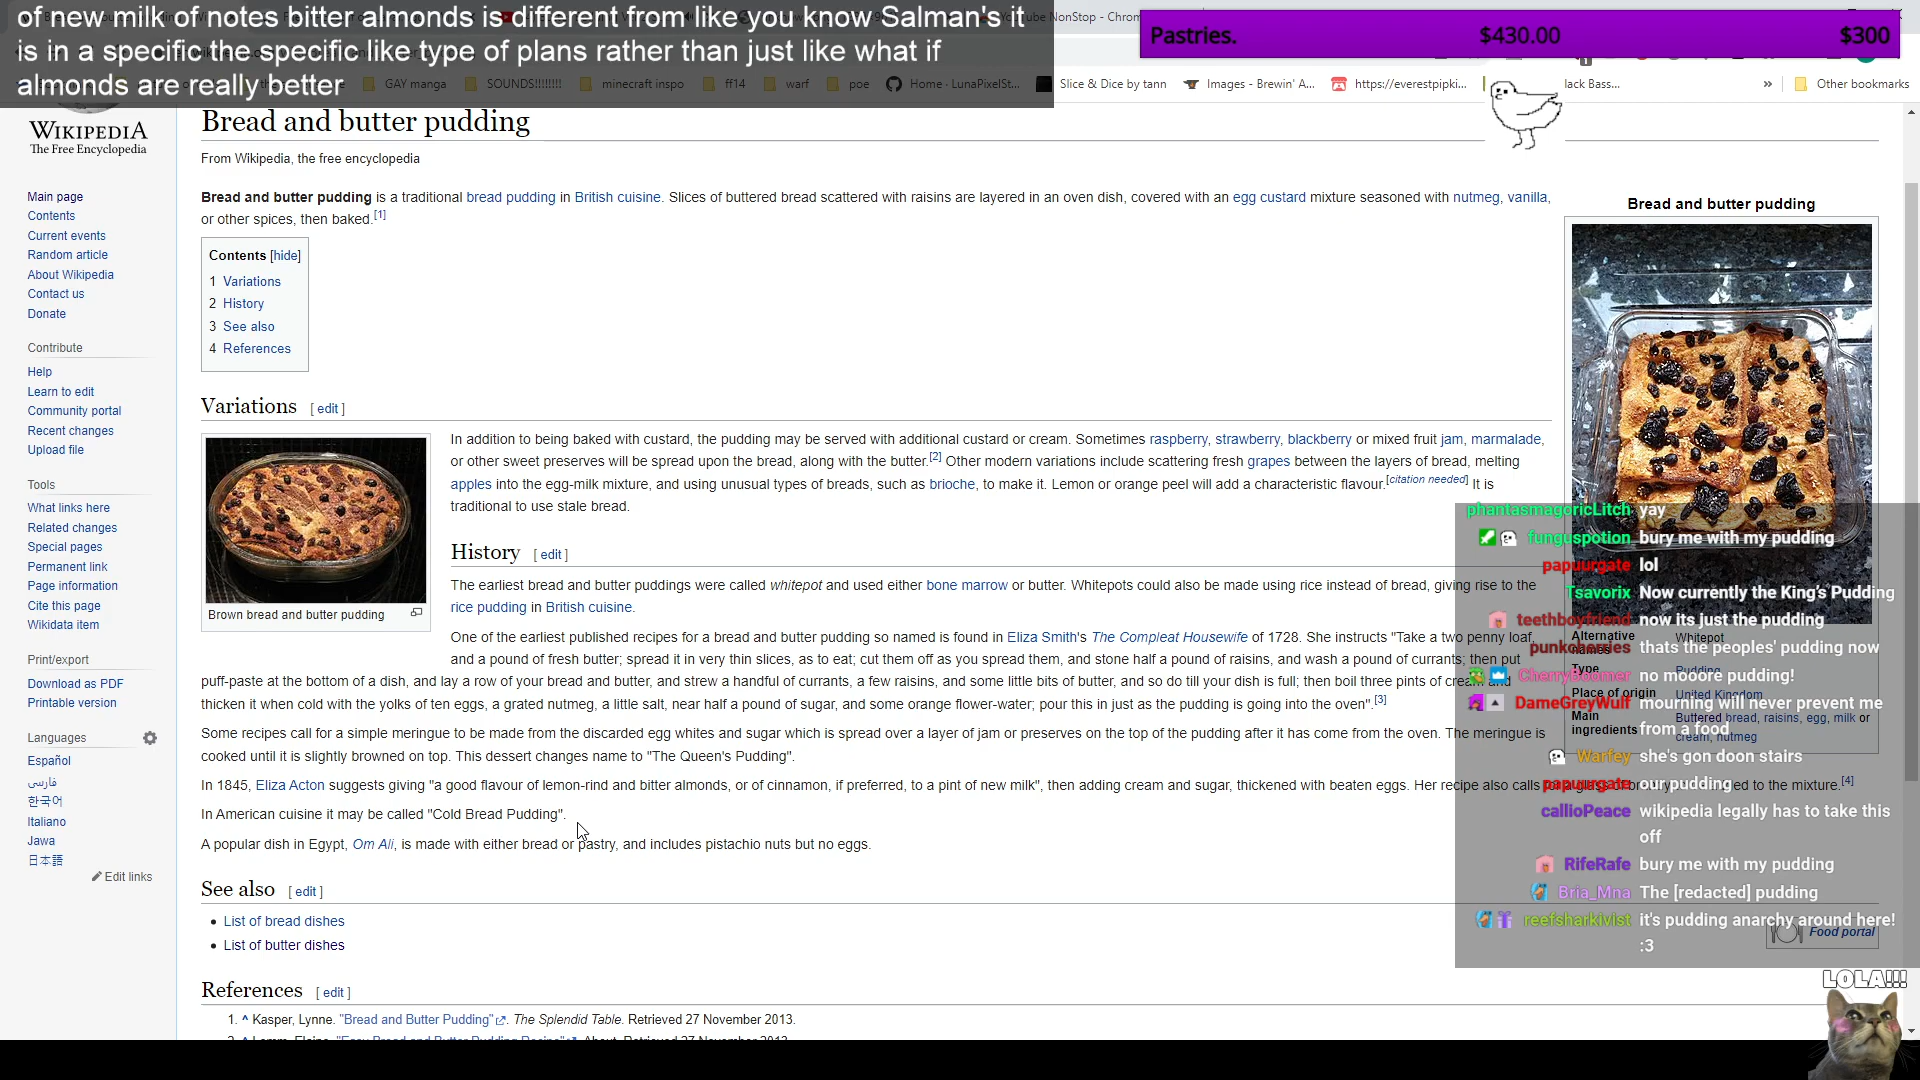 of new milk of notes bitter almonds is different from like you know Salman's it
is in a specific the specific like type of plans rather than just like what if
almonds are really better
YouTube NonStop - Chrom
Pastries. $430.00 $300
GAY manga SOUNDS!!!!!!!! minecraft inspo ff14 warf poe Home - LunaPixelSt... Slice & Dice by tann Images - Brewin' A... https://everestpipki... lack Bass... » Other bookmarks
WIKIPEDIA
The Free Encyclopedia
Main page
Contents
Current events
Random article
About Wikipedia
Contact us
Donate
Contribute
Help
Learn to edit
Community portal
Recent changes
Upload file
Tools
What links here
Related changes
Special pages
Permanent link
Page information
Cite this page
Wikidata item
Print/export
Download as PDF
Printable version
Languages
Español
فارسی
한국어
Italiano
Jawa
日本語
Edit links
Bread and butter pudding
From Wikipedia, the free encyclopedia
Bread and butter pudding is a traditional bread pudding in British cuisine. Slices of buttered bread scattered with raisins are layered in an oven dish, covered with an egg custard mixture seasoned with nutmeg, vanilla,
or other spices, then baked.[1]
Contents [hide]
1 Variations
2 History
3 See also
4 References
Variations [ edit ]
Brown bread and butter pudding
In addition to being baked with custard, the pudding may be served with additional custard or cream. Sometimes raspberry, strawberry, blackberry or mixed fruit jam, marmalade,
or other sweet preserves will be spread upon the bread, along with the butter.[2] Other modern variations include scattering fresh grapes between the layers of bread, melting
apples into the egg-milk mixture, and using unusual types of breads, such as brioche, to make it. Lemon or orange peel will add a characteristic flavour.[citation needed] It is
traditional to use stale bread.
History [ edit ]
The earliest bread and butter puddings were called whitepot and used either bone marrow or butter. Whitepots could also be made using rice instead of bread, giving rise to the
rice pudding in British cuisine.
One of the earliest published recipes for a bread and butter pudding so named is found in Eliza Smith's The Compleat Housewife of 1728. She instructs "Take a two penny loaf,
and a pound of fresh butter; spread it in very thin slices, as to eat; cut them off as you spread them, and stone half a pound of raisins, and wash a pound of currants; then put
puff-paste at the bottom of a dish, and lay a row of your bread and butter, and strew a handful of currants, a few raisins, and some little bits of butter, and so do till your dish is full; then boil three pints of cream and
thicken it when cold with the yolks of ten eggs, a grated nutmeg, a little salt, near half a pound of sugar, and some orange flower-water; pour this in just as the pudding is going into the oven".[3]
Some recipes call for a simple meringue to be made from the discarded egg whites and sugar which is spread over a layer of jam or preserves on the top of the pudding after it has come from the oven. The meringue is
cooked until it is slightly browned on top. This dessert changes name to "The Queen's Pudding".
In 1845, Eliza Acton suggests giving "a good flavour of lemon-rind and bitter almonds, or of cinnamon, if preferred, to a pint of new milk", then adding cream and sugar, thickened with beaten eggs. Her recipe also calls to the mixture.[4]
In American cuisine it may be called "Cold Bread Pudding".
A popular dish in Egypt, Om Ali, is made with either bread or pastry, and includes pistachio nuts but no eggs.
See also [ edit ]
• List of bread dishes
• List of butter dishes
References [ edit ]
1. ^ Kasper, Lynne. "Bread and Butter Pudding". The Splendid Table. Retrieved 27 November 2013.
Bread and butter pudding
Alternative names Whitepot
Type Pudding
Place of origin United Kingdom
Main ingredients Buttered bread, raisins, egg, milk or cream, nutmeg
Food portal
phantasmagoricLitch yay
funguspotion bury me with my pudding
papuurgate lol
Tsavorix Now currently the King's Pudding
teethboyfriend now its just the pudding
punkcherries thats the peoples' pudding now
CherryBoomer no mooore pudding!
DameGreyWulf mourning will never prevent me
from a food
Warfey she's gon doon stairs
papuurgate our pudding
callioPeace wikipedia legally has to take this
off
RifeRafe bury me with my pudding
Bria_Mna The [redacted] pudding
reefsharkivist it's pudding anarchy around here!
:3
LOLA!!!